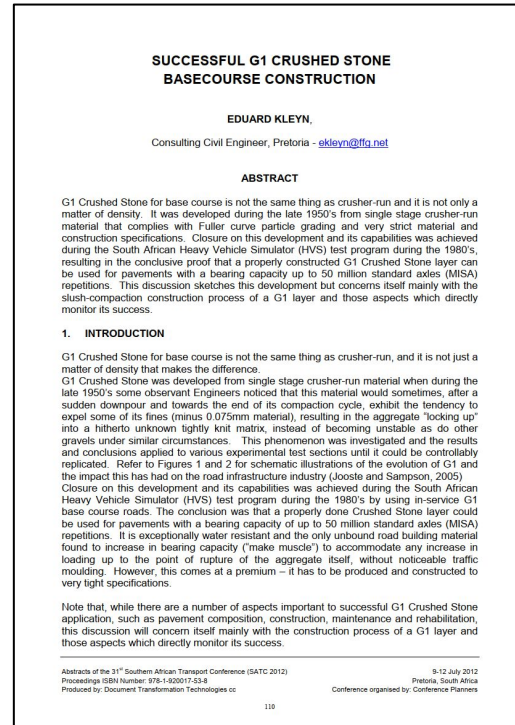 SUCCESSFUL G1 CRUSHED STONE
BASECOURSE CONSTRUCTION
EDUARD KLEYN,
Consulting Civil Engineer, Pretoria - ekleyn@ffg.net
ABSTRACT
G1 Crushed Stone for base course is not the same thing as crusher-run and it is not only a
matter of density. It was developed during the late 1950's from single stage crusher-run
material that complies with Fuller curve particle grading and very strict material and
construction specifications. Closure on this development and its capabilities was achieved
during the South African Heavy Vehicle Simulator (HVS) test program during the 1980's,
resulting in the conclusive proof that a properly constructed G1 Crushed Stone layer can
be used for pavements with a bearing capacity up to 50 million standard axles (MISA)
repetitions. This discussion sketches this development but concerns itself mainly with the
slush-compaction construction process of a G1 layer and those aspects which directly
monitor its success.
1. INTRODUCTION
G1 Crushed Stone for base course is not the same thing as crusher-run, and it is not just a
matter of density that makes the difference.
G1 Crushed Stone was developed from single stage crusher-run material when during the
late 1950's some observant Engineers noticed that this material would sometimes, after a
sudden downpour and towards the end of its compaction cycle, exhibit the tendency to
expel some of its fines (minus 0.075mm material), resulting in the aggregate "locking up"
into a hitherto unknown tightly knit matrix, instead of becoming unstable as do other
gravels under similar circumstances. This phenomenon was investigated and the results
and conclusions applied to various experimental test sections until it could be controllably
replicated. Refer to Figures 1 and 2 for schematic illustrations of the evolution of G1 and
the impact this has had on the road infrastructure industry (Jooste and Sampson, 2005)
Closure on this development and its capabilities was achieved during the South African
Heavy Vehicle Simulator (HVS) test program during the 1980's by using in-service G1
base course roads. The conclusion was that a properly done Crushed Stone layer could
be used for pavements with a bearing capacity of up to 50 million standard axles (MISA)
repetitions. It is exceptionally water resistant and the only unbound road building material
found to increase in bearing capacity ("make muscle") to accommodate any increase in
loading up to the point of rupture of the aggregate itself, without noticeable traffic
moulding. However, this comes at a premium – it has to be produced and constructed to
very tight specifications.
Note that, while there are a number of aspects important to successful G1 Crushed Stone
application, such as pavement composition, construction, maintenance and rehabilitation,
this discussion will concern itself mainly with the construction process of a G1 layer and
those aspects which directly monitor its success.
Abstracts of the 31st Southern African Transport Conference (SATC 2012) 9-12 July 2012
Proceedings ISBN Number: 978-1-920017-53-8 Pretoria, South Africa
Produced by: Document Transformation Technologies cc Conference organised by: Conference Planners
110